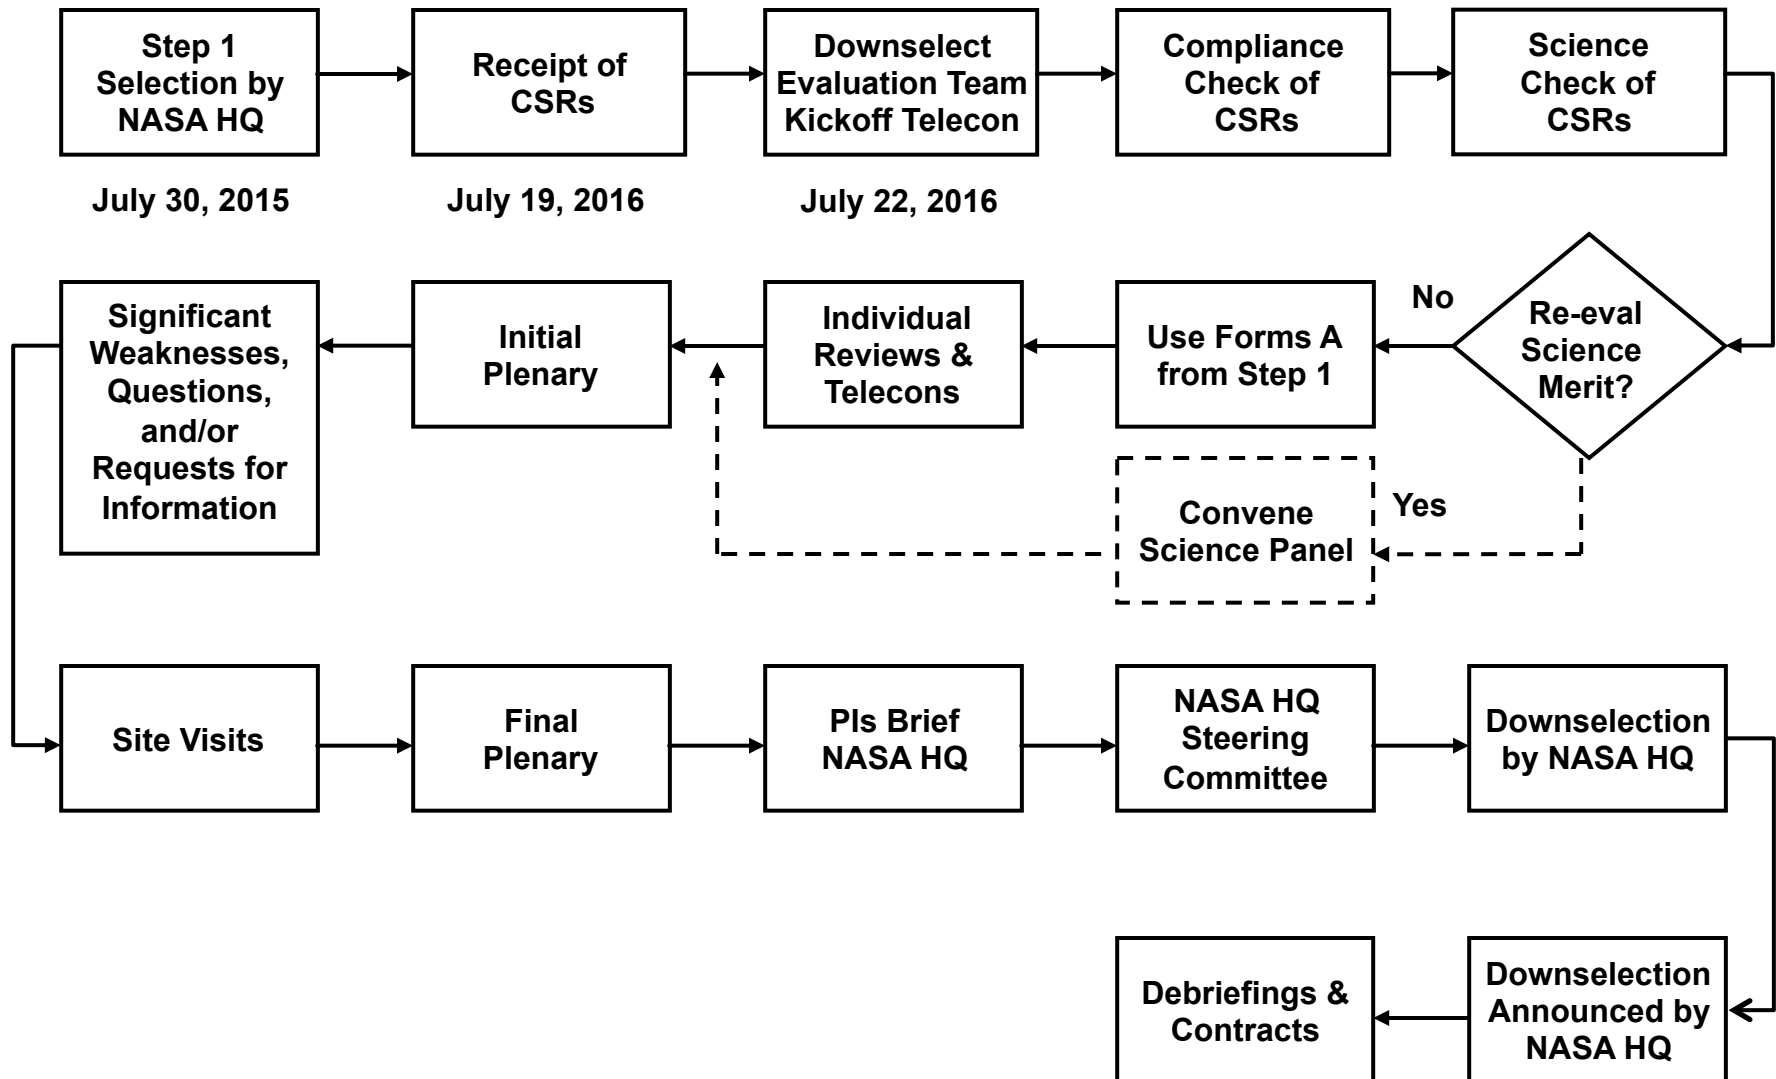 Step 1
Selection by
NASA HQ
Receipt of
CSRs
Downselect
Evaluation Team
Kickoff Telecon
Compliance
Check of
CSRs
Science
Check of
CSRs
July 30, 2015
July 19, 2016
July 22, 2016
Re-eval
Science
Merit?
No
Use Forms A
from Step 1
Yes
Convene
Science Panel
Individual
Reviews &
Telecons
Initial
Plenary
Significant
Weaknesses,
Questions,
and/or
Requests for
Information
Site Visits
Final
Plenary
PIs Brief
NASA HQ
NASA HQ
Steering
Committee
Downselection
by NASA HQ
Downselection
Announced by
NASA HQ
Debriefings &
Contracts